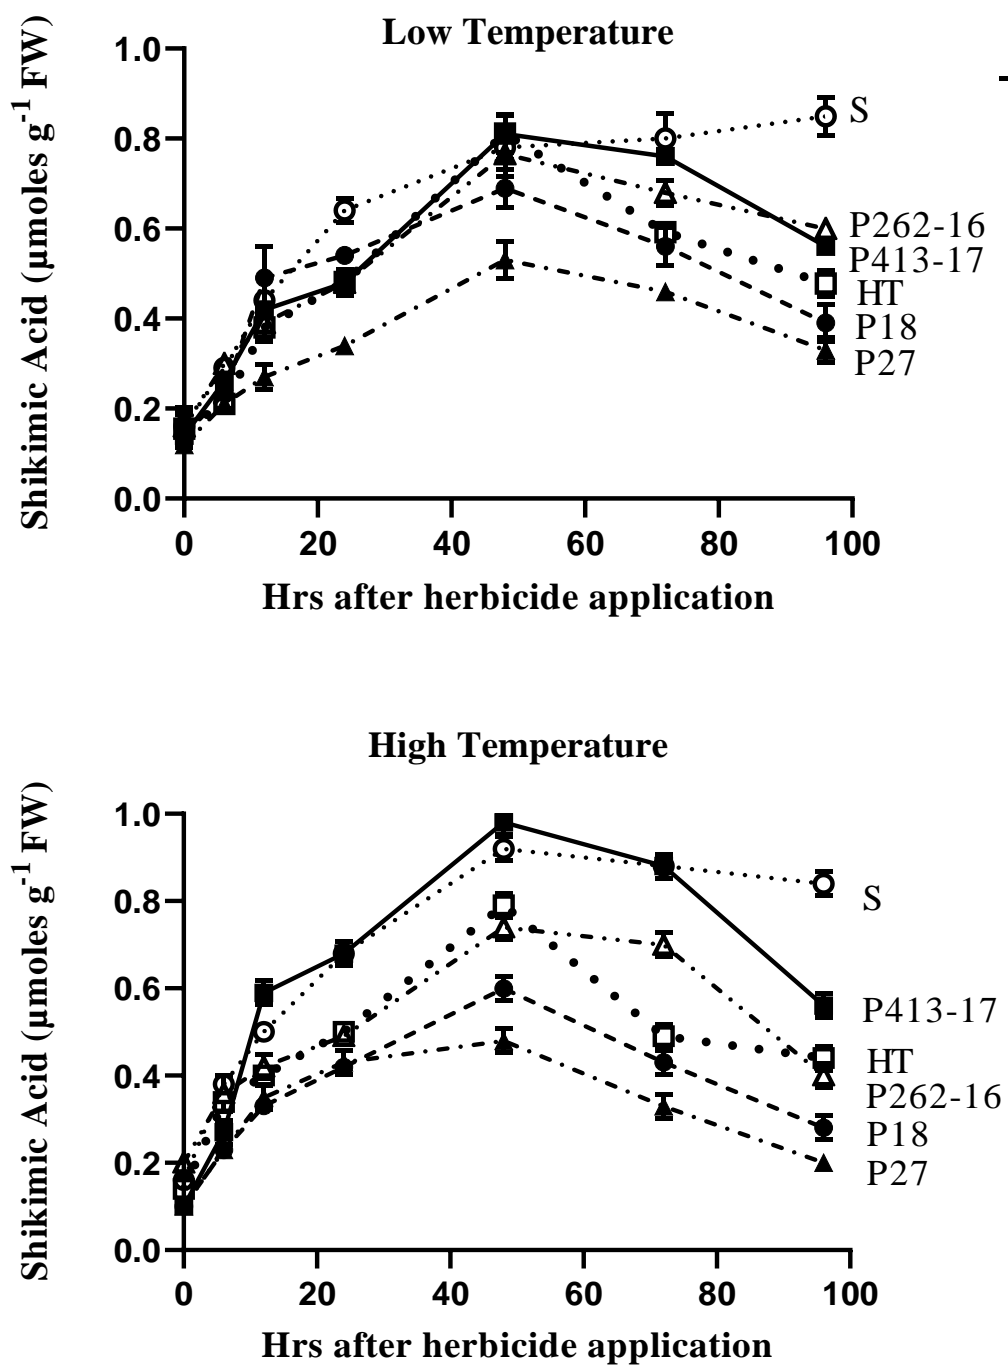 Low Temperature
Shikimic Acid (µmoles g-1 FW)
1.0
0.8
0.6
0.4
0.2
0.0
S
P262-16
P413-17
HT
P18
P27
0 20 40 60 80 100
Hrs after herbicide application
High Temperature
Shikimic Acid (µmoles g-1 FW)
1.0
0.8
0.6
0.4
0.2
0.0
S
P413-17
HT
P262-16
P18
P27
0 20 40 60 80 100
Hrs after herbicide application